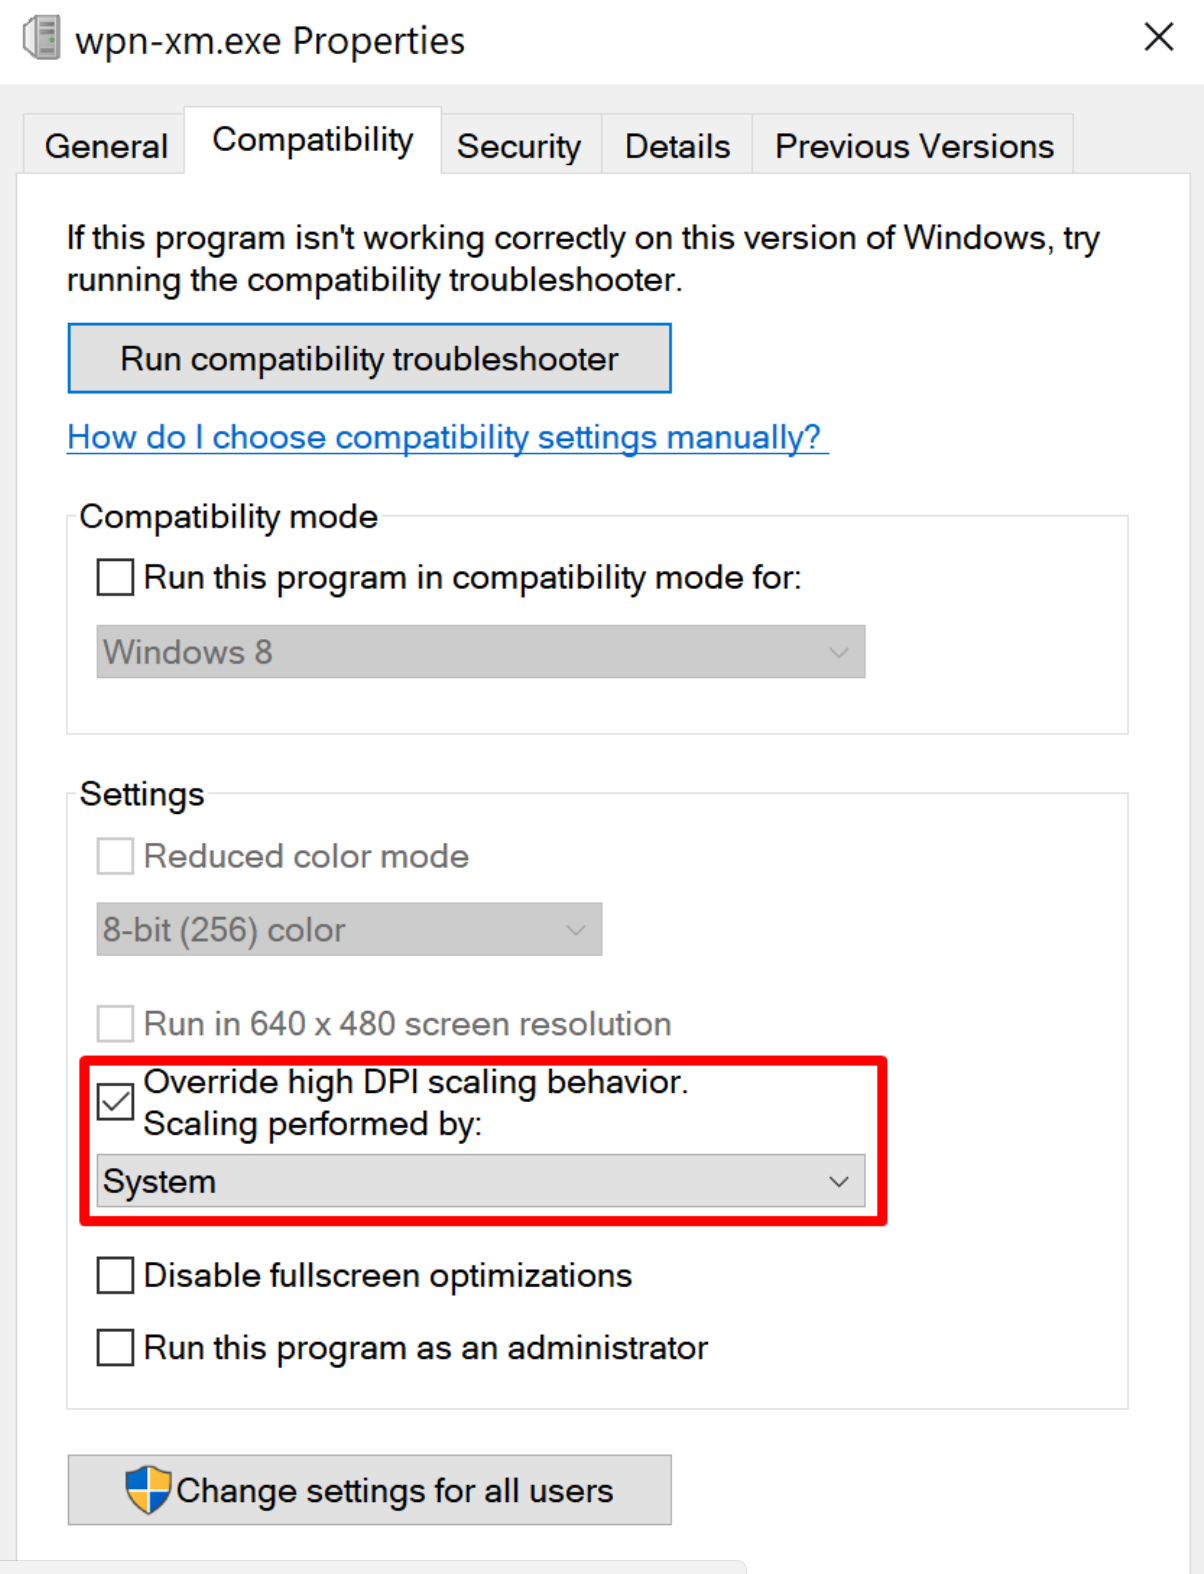 wpn-xm.exe Properties
General
Compatibility
Security
Details
Previous Versions
If this program isn't working correctly on this version of Windows, try
running the compatibility troubleshooter.
Run compatibility troubleshooter
How do I choose compatibility settings manually?
Compatibility mode
Run this program in compatibility mode for:
Windows 8
Settings
Reduced color mode
8-bit (256) color
Run in 640 x 480 screen resolution
Override high DPI scaling behavior.
Scaling performed by:
System
Disable fullscreen optimizations
Run this program as an administrator
Change settings for all users